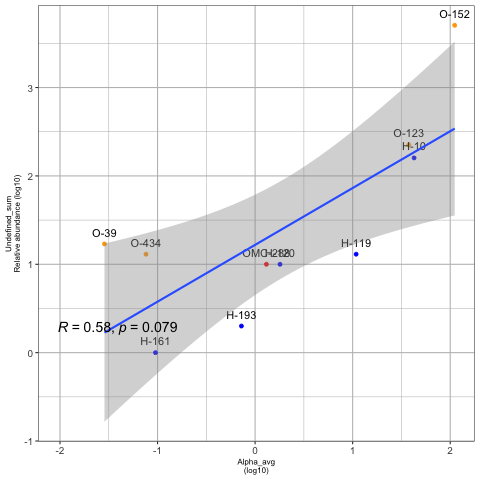 O-152
3
O-123
H-10
2
O-39
O-434
H-119
1
H-193
R = 0.58, p = 0.079
H-161
0
-1
-2
-1
0
1
2
Undefined_sum
Relative abundance (log10)
Alpha_avg
(log10)